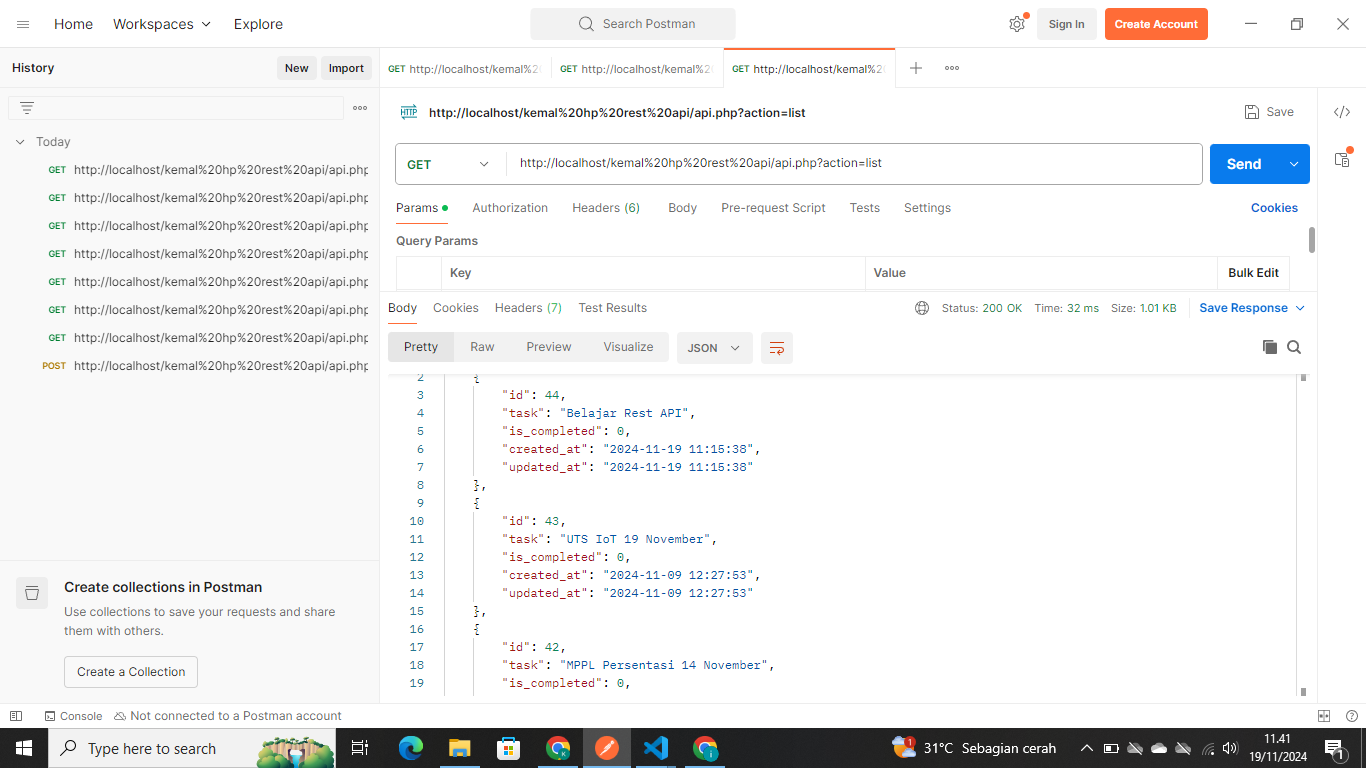 Home Workspaces Explore Search Postman Sign In Create Account
History New Import
GET http://localhost/kemal%20 GET http://localhost/kemal%20 GET http://localhost/kemal%20
HTTP http://localhost/kemal%20hp%20rest%20api/api.php?action=list Save
Today
GET http://localhost/kemal%20hp%20rest%20api/api.php
GET http://localhost/kemal%20hp%20rest%20api/api.php
GET http://localhost/kemal%20hp%20rest%20api/api.php
GET http://localhost/kemal%20hp%20rest%20api/api.php
GET http://localhost/kemal%20hp%20rest%20api/api.php
GET http://localhost/kemal%20hp%20rest%20api/api.php
GET http://localhost/kemal%20hp%20rest%20api/api.php
POST http://localhost/kemal%20hp%20rest%20api/api.php
GET http://localhost/kemal%20hp%20rest%20api/api.php?action=list Send
Params Authorization Headers (6) Body Pre-request Script Tests Settings Cookies
Query Params
Key Value Bulk Edit
Body Cookies Headers (7) Test Results Status: 200 OK Time: 32 ms Size: 1.01 KB Save Response
Pretty Raw Preview Visualize JSON
2 {
3 "id": 44,
4 "task": "Belajar Rest API",
5 "is_completed": 0,
6 "created_at": "2024-11-19 11:15:38",
7 "updated_at": "2024-11-19 11:15:38"
8 },
9 {
10 "id": 43,
11 "task": "UTS IoT 19 November",
12 "is_completed": 0,
13 "created_at": "2024-11-09 12:27:53",
14 "updated_at": "2024-11-09 12:27:53"
15 },
16 {
17 "id": 42,
18 "task": "MPPL Persentasi 14 November",
19 "is_completed": 0,
Create collections in Postman
Use collections to save your requests and share
them with others.
Create a Collection
Console Not connected to a Postman account
Type here to search 1 31°C Sebagian cerah 11.41
19/11/2024 1